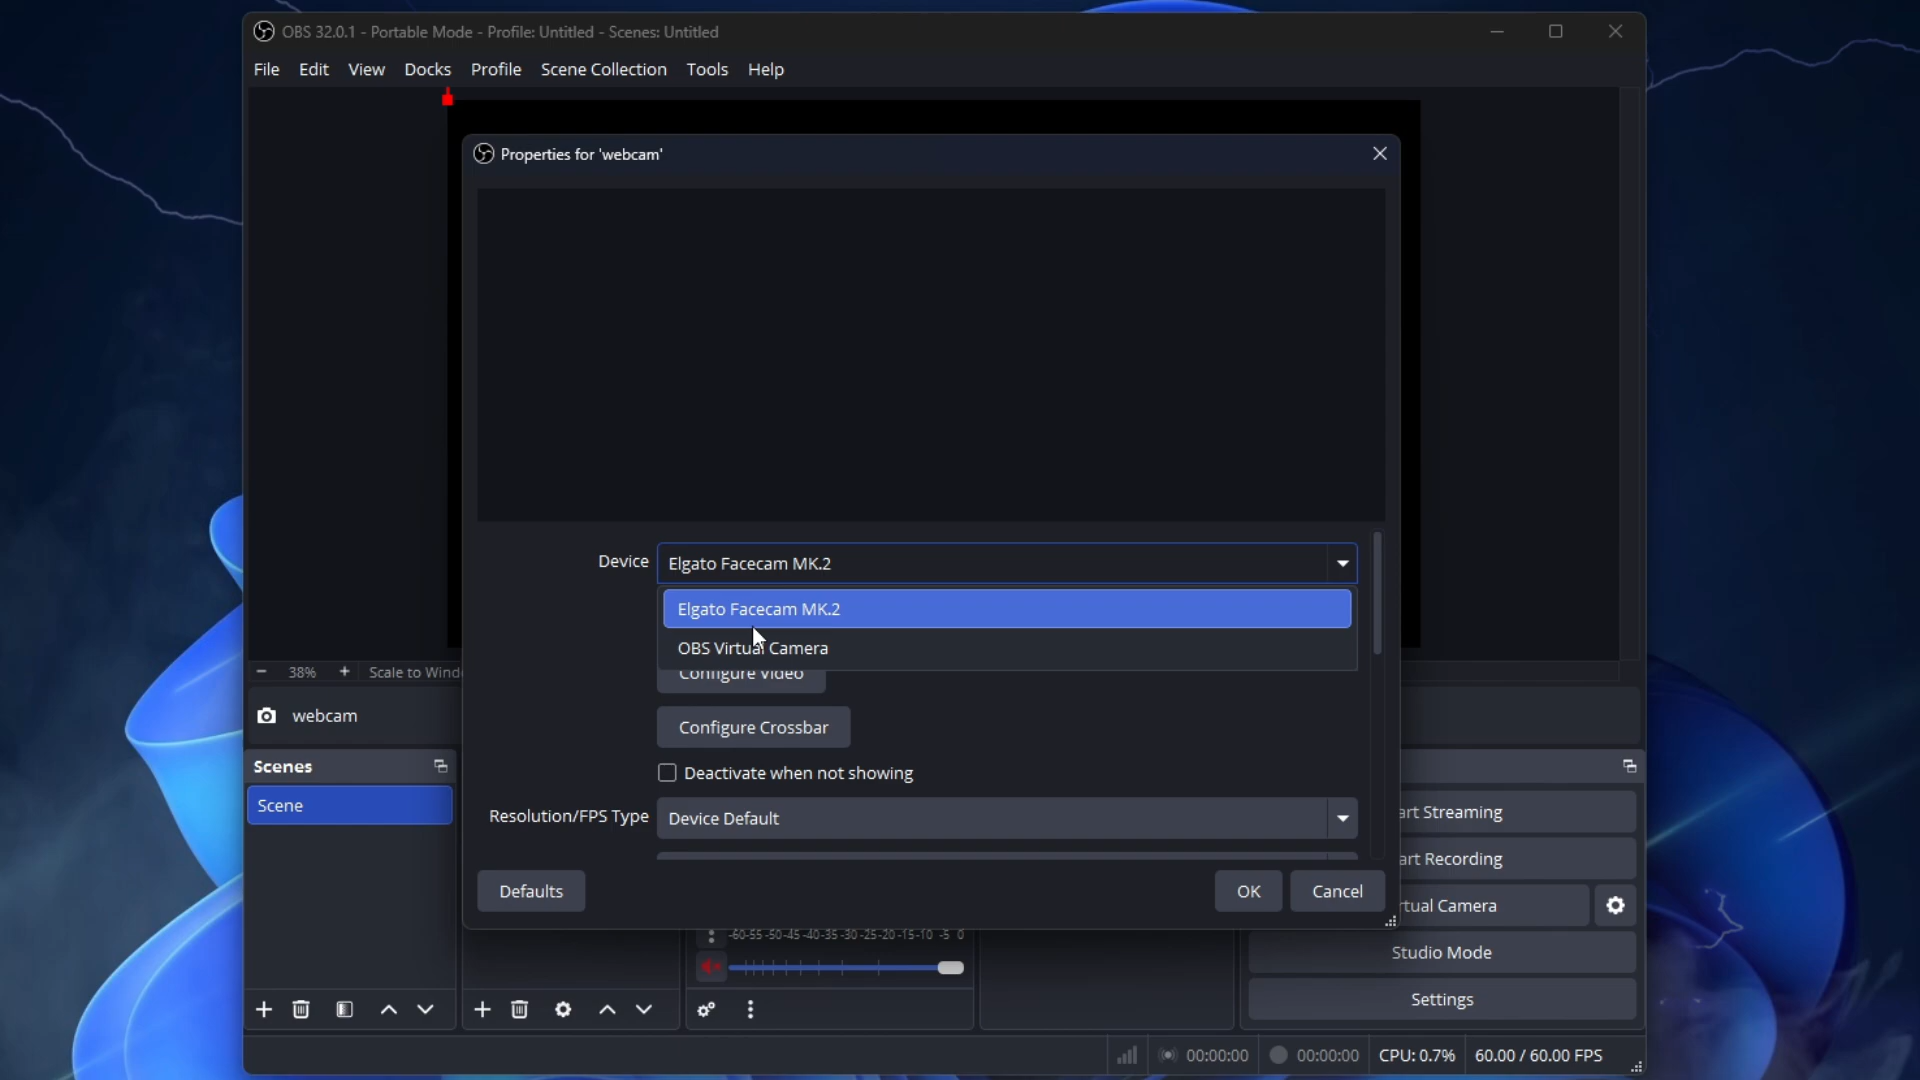 OBS 32.0.1 - Portable Mode - Profile: Untitled - Scenes: Untitled
File Edit View Docks Profile Scene Collection Tools Help
Properties for 'webcam'
Device Elgato Facecam MK.2
Elgato Facecam MK.2
OBS Virtual Camera
Configure Video
38% Scale to Wind
webcam
Configure Crossbar
Scenes
Deactivate when not showing
Scene
Resolution/FPS Type Device Default
art Streaming
art Recording
Defaults OK Cancel
rtual Camera
-60-55-50-45-40-35-30-25-20-15-10 -5 0
Studio Mode
Settings
00:00:00 00:00:00 CPU: 0.7% 60.00 / 60.00 FPS